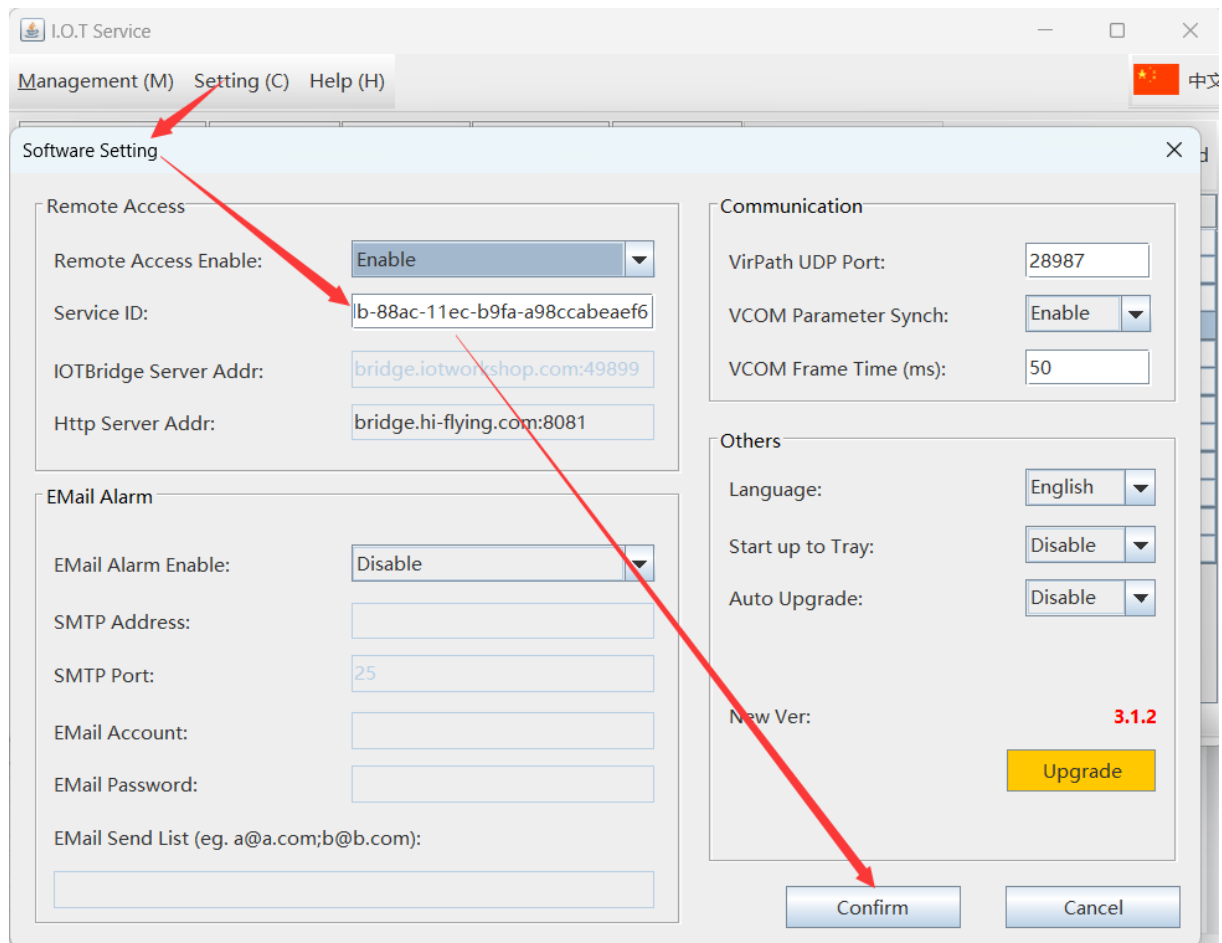 I.O.T Service
Management (M) Setting (C) Help (H)
中文
Software Setting
Remote Access
Remote Access Enable: Enable
Service ID: b-88ac-11ec-b9fa-a98ccabeaef6
IOTBridge Server Addr: bridge.iotworkshop.com:49899
Http Server Addr: bridge.hi-flying.com:8081
EMail Alarm
EMail Alarm Enable: Disable
SMTP Address:
SMTP Port: 25
EMail Account:
EMail Password:
EMail Send List (eg. a@a.com;b@b.com):
Communication
VirPath UDP Port: 28987
VCOM Parameter Synch: Enable
VCOM Frame Time (ms): 50
Others
Language: English
Start up to Tray: Disable
Auto Upgrade: Disable
New Ver: 3.1.2
Upgrade
Confirm Cancel